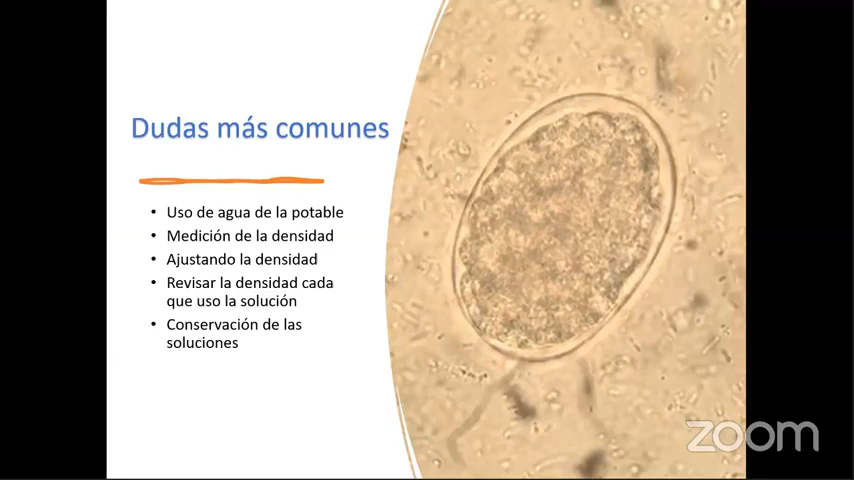 Dudas más comunes
• Uso de agua de la potable
• Medición de la densidad
• Ajustando la densidad
• Revisar la densidad cada
que uso la solución
• Conservación de las
soluciones
zoom